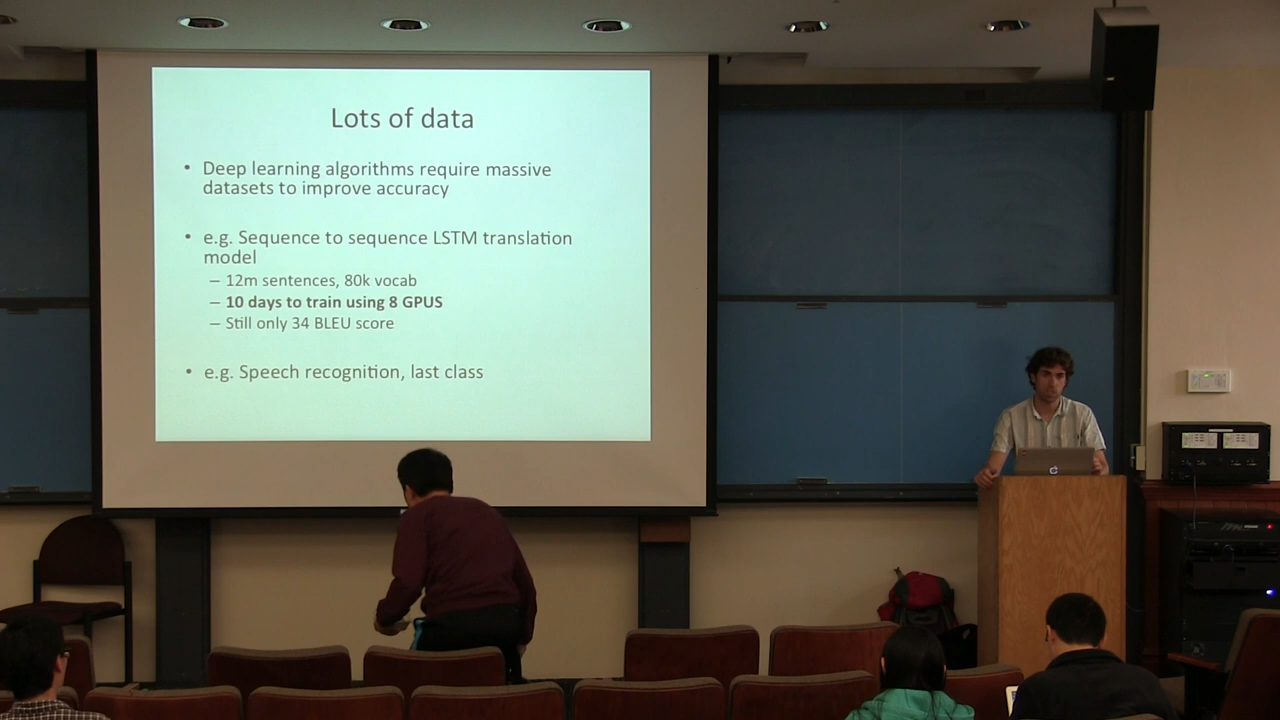 Lots of data
• Deep learning algorithms require massive
datasets to improve accuracy
• e.g. Sequence to sequence LSTM translation
model
– 12m sentences, 80k vocab
– 10 days to train using 8 GPUS
– Still only 34 BLEU score
• e.g. Speech recognition, last class